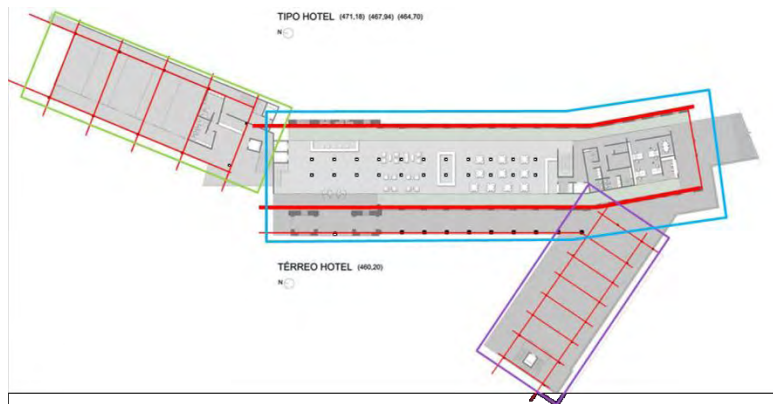 TIPO HOTEL (471,18) (467,94) (464,70)
N
TÉRREO HOTEL (460,20)
N